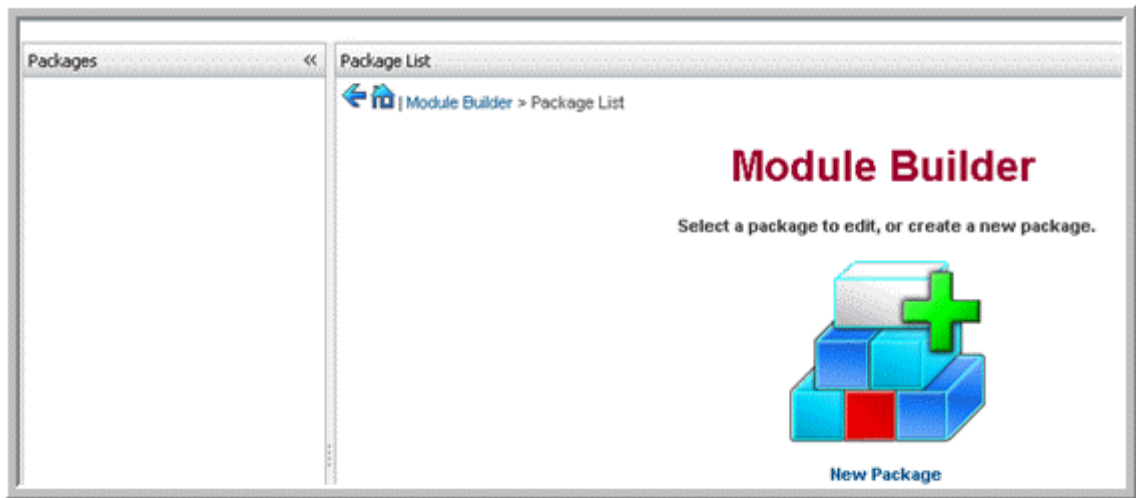 Packages «
Package List
| Module Builder > Package List
Module Builder
Select a package to edit, or create a new package.
New Package